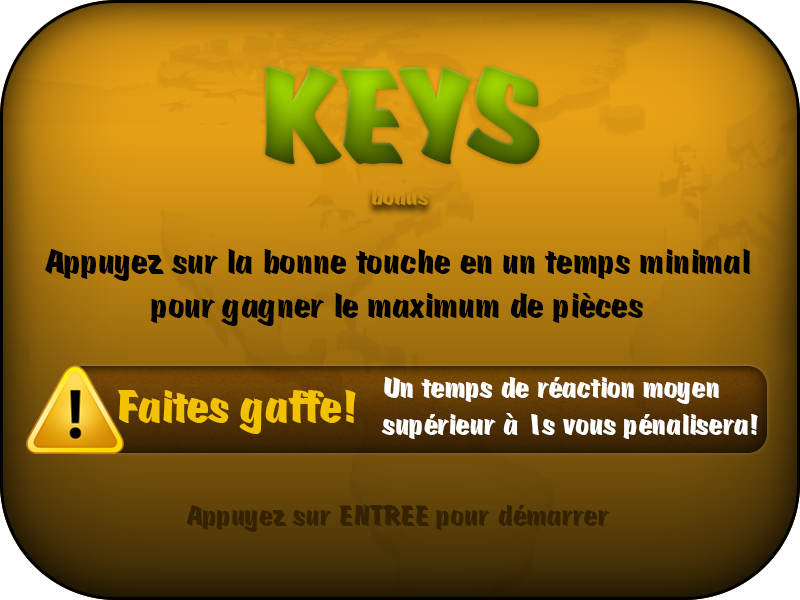 KEYS
bonus
Appuyez sur la bonne touche en un temps minimal
pour gagner le maximum de pièces
!
Faites gaffe!
Un temps de réaction moyen
supérieur à 1s vous pénalisera!
Appuyez sur ENTREE pour démarrer